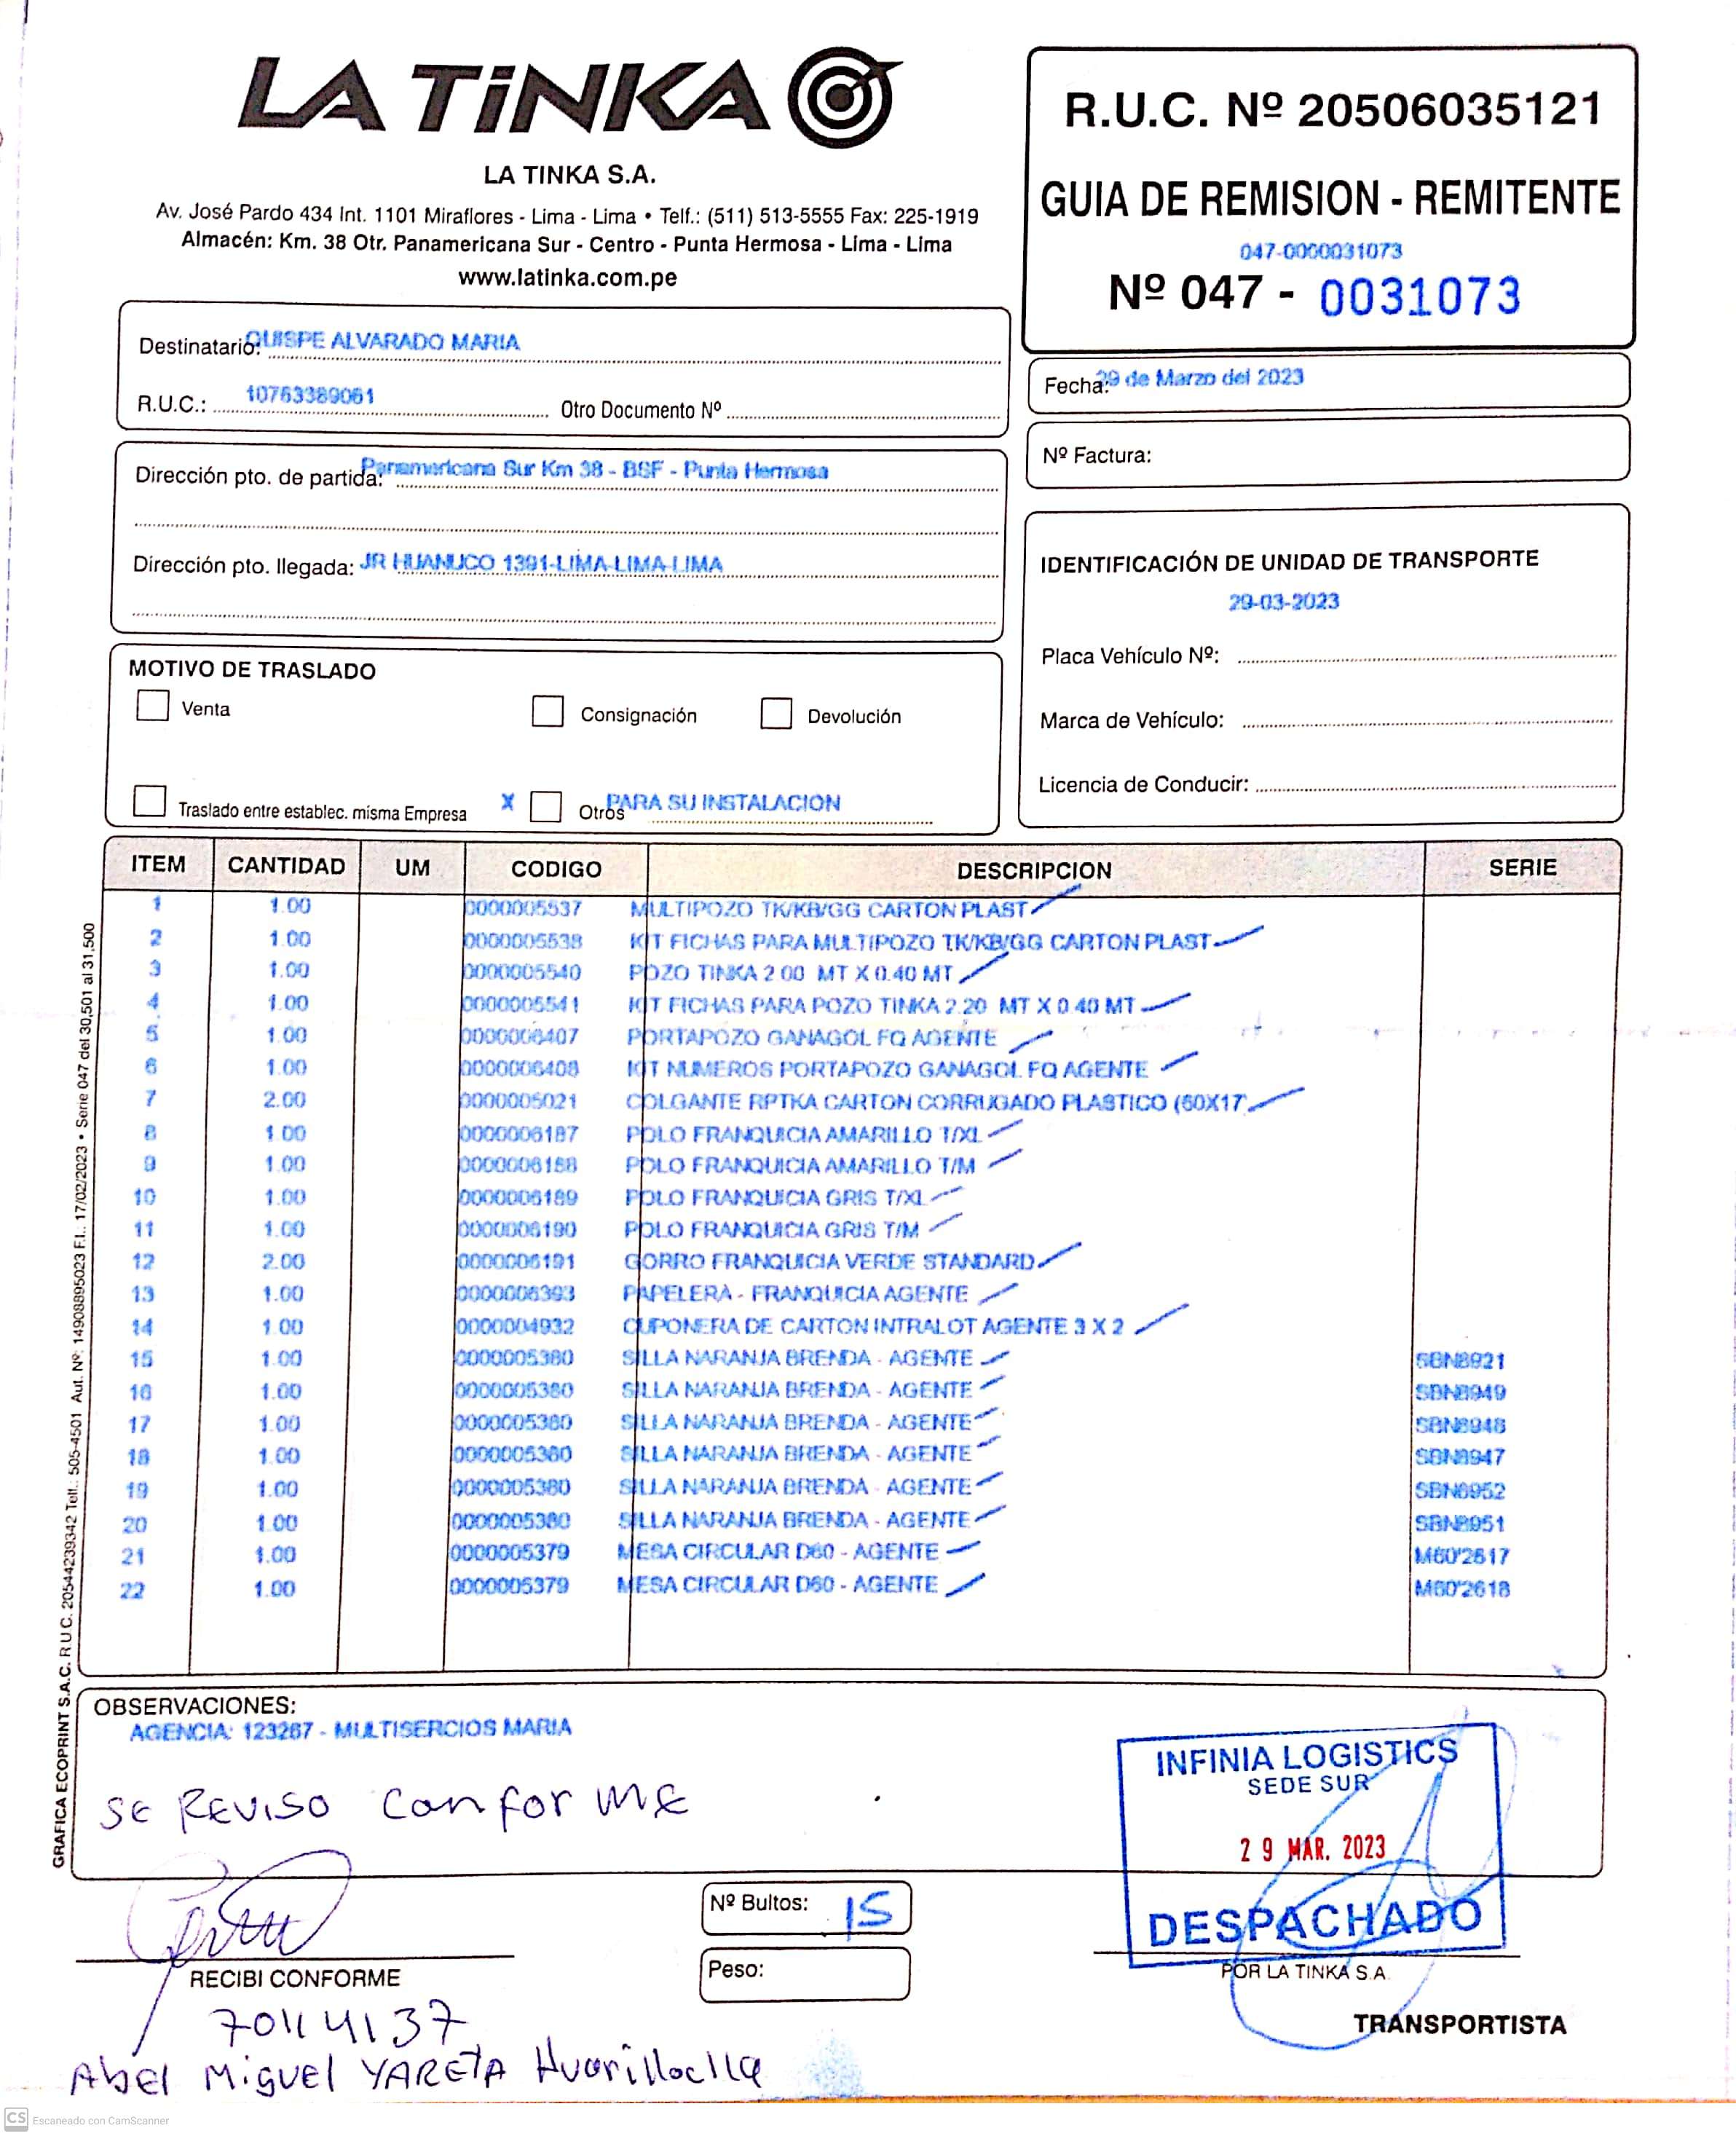 LA TiNKA
LA TINKA S.A.
Av. José Pardo 434 Int. 1101 Miraflores - Lima - Lima • Telf.: (511) 513-5555 Fax: 225-1919
Almacén: Km. 38 Otr. Panamericana Sur - Centro - Punta Hermosa - Lima - Lima
www.latinka.com.pe
R.U.C. Nº 20506035121
GUIA DE REMISION - REMITENTE
047-0000031073
Nº 047 - 0031073
Destinatario: QUISPE ALVARADO MARIA
R.U.C.: 10763389061 Otro Documento Nº
Fecha: 29 de Marzo del 2023
Nº Factura:
Dirección pto. de partida: Panamericana Sur Km 38 - BSF - Punta Hermosa
Dirección pto. llegada: JR HUANUCO 1391-LIMA-LIMA-LIMA
IDENTIFICACIÓN DE UNIDAD DE TRANSPORTE
29-03-2023
Placa Vehículo Nº:
Marca de Vehículo:
Licencia de Conducir:
MOTIVO DE TRASLADO
Venta Consignación Devolución
Traslado entre establec. misma Empresa X Otros PARA SU INSTALACION
ITEM CANTIDAD UM CODIGO DESCRIPCION SERIE
1 1.00 0000005537 MULTIPOZO TK/KB/GG CARTON PLAST
2 1.00 0000005538 KIT FICHAS PARA MULTIPOZO TK/KB/GG CARTON PLAST
3 1.00 0000005540 POZO TINKA 2.00 MT X 0.40 MT
4 1.00 0000005541 KIT FICHAS PARA POZO TINKA 2.20 MT X 0.40 MT
5 1.00 0000006407 PORTAPOZO GANAGOL FQ AGENTE
6 1.00 0000006408 KIT NUMEROS PORTAPOZO GANAGOL FQ AGENTE
7 2.00 0000005021 COLGANTE RPTKA CARTON CORRUGADO PLASTICO (60X17
8 1.00 0000006187 POLO FRANQUICIA AMARILLO T/XL
9 1.00 0000006188 POLO FRANQUICIA AMARILLO T/M
10 1.00 0000006189 POLO FRANQUICIA GRIS T/XL
11 1.00 0000006190 POLO FRANQUICIA GRIS T/M
12 2.00 0000006191 GORRO FRANQUICIA VERDE STANDARD
13 1.00 0000006393 PAPELERA - FRANQUICIA AGENTE
14 1.00 0000004932 CUPONERA DE CARTON INTRALOT AGENTE 3 X 2
15 1.00 0000005380 SILLA NARANJA BRENDA - AGENTE SBN8921
16 1.00 0000005380 SILLA NARANJA BRENDA - AGENTE SBN8949
17 1.00 0000005380 SILLA NARANJA BRENDA - AGENTE SBN8948
18 1.00 0000005380 SILLA NARANJA BRENDA - AGENTE SBN8947
19 1.00 0000005380 SILLA NARANJA BRENDA - AGENTE SBN8952
20 1.00 0000005380 SILLA NARANJA BRENDA - AGENTE SBN8951
21 1.00 0000005379 MESA CIRCULAR D60 - AGENTE M60'2617
22 1.00 0000005379 MESA CIRCULAR D60 - AGENTE M60'2618
GRAFICA ECOPRINT S.A.C. R.U.C. 20544239342 Telf.: 505-4501 Aut. Nº: 14908895023 F.I.: 17/02/2023 • Serie 047 del 30,501 al 31,500
OBSERVACIONES:
AGENCIA: 123267 - MULTISERCIOS MARIA
SE REVISO conforME
INFINIA LOGISTICS
SEDE SUR
29 MAR. 2023
DESPACHADO
Nº Bultos: 15
Peso:
RECIBI CONFORME
POR LA TINKA S.A.
TRANSPORTISTA
70114137
Abel Miguel YARETA Huarilloclla
CS Escaneado con CamScanner